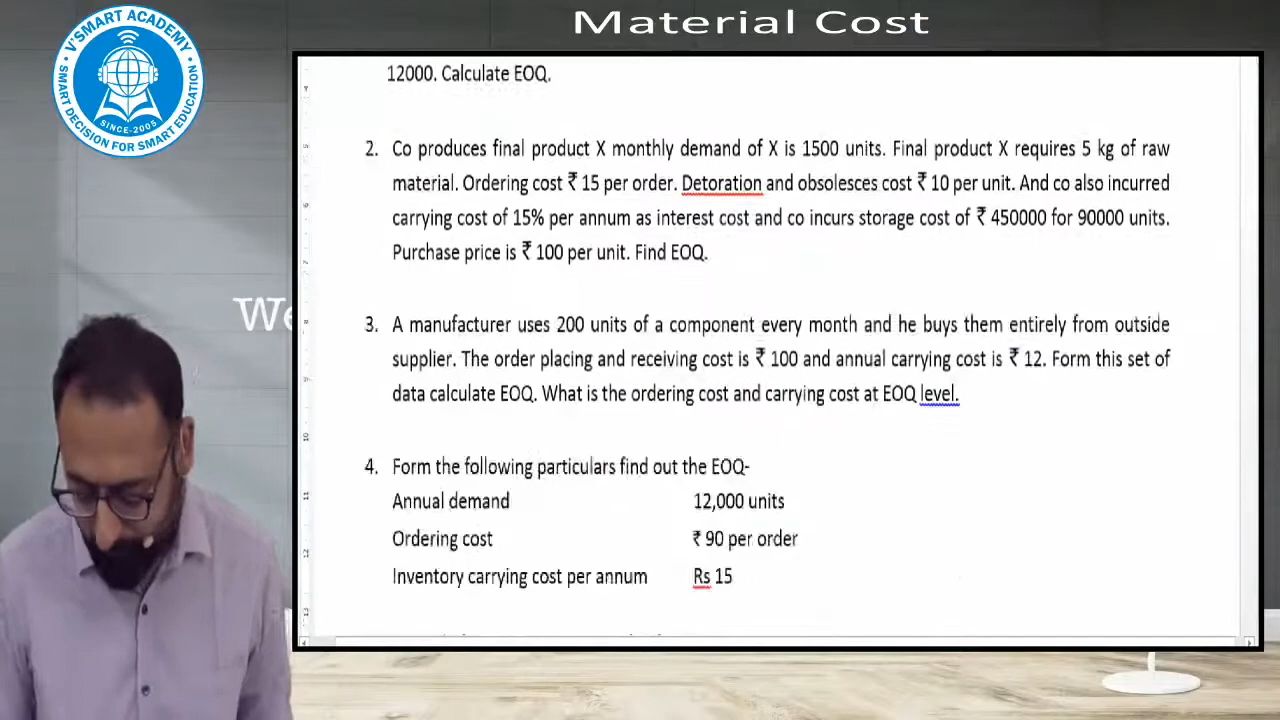 Material Cost
V'SMART ACADEMY
SMART DECISION FOR SMART EDUCATION
SINCE-2005
We
12000. Calculate EOQ.
2. Co produces final product X monthly demand of X is 1500 units. Final product X requires 5 kg of raw
material. Ordering cost ₹ 15 per order. Detoration and obsolesces cost ₹ 10 per unit. And co also incurred
carrying cost of 15% per annum as interest cost and co incurs storage cost of ₹ 450000 for 90000 units.
Purchase price is ₹ 100 per unit. Find EOQ.
3. A manufacturer uses 200 units of a component every month and he buys them entirely from outside
supplier. The order placing and receiving cost is ₹ 100 and annual carrying cost is ₹ 12. Form this set of
data calculate EOQ. What is the ordering cost and carrying cost at EOQ level.
4. Form the following particulars find out the EOQ-
Annual demand 12,000 units
Ordering cost ₹ 90 per order
Inventory carrying cost per annum Rs 15